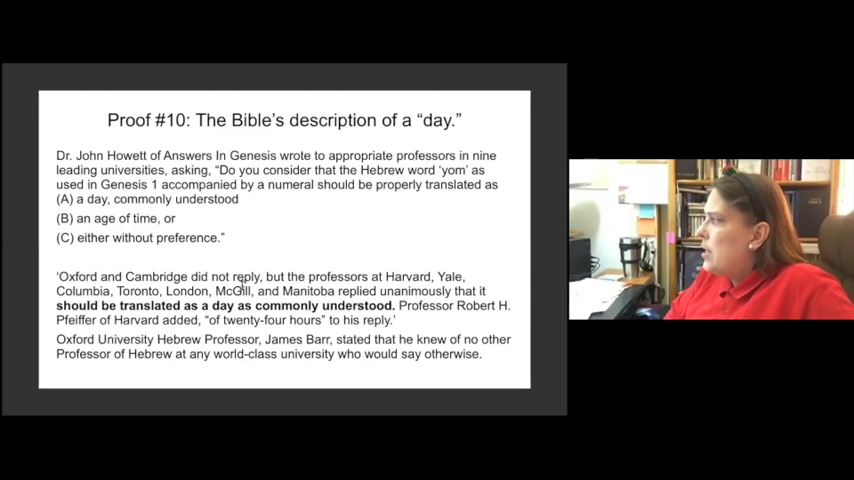 Proof #10: The Bible's description of a “day.”
Dr. John Howett of Answers In Genesis wrote to appropriate professors in nine
leading universities, asking, “Do you consider that the Hebrew word ‘yom’ as
used in Genesis 1 accompanied by a numeral should be properly translated as
(A) a day, commonly understood
(B) an age of time, or
(C) either without preference.”
‘Oxford and Cambridge did not reply, but the professors at Harvard, Yale,
Columbia, Toronto, London, McGill, and Manitoba replied unanimously that it
should be translated as a day as commonly understood. Professor Robert H.
Pfeiffer of Harvard added, “of twenty-four hours” to his reply.’
Oxford University Hebrew Professor, James Barr, stated that he knew of no other
Professor of Hebrew at any world-class university who would say otherwise.